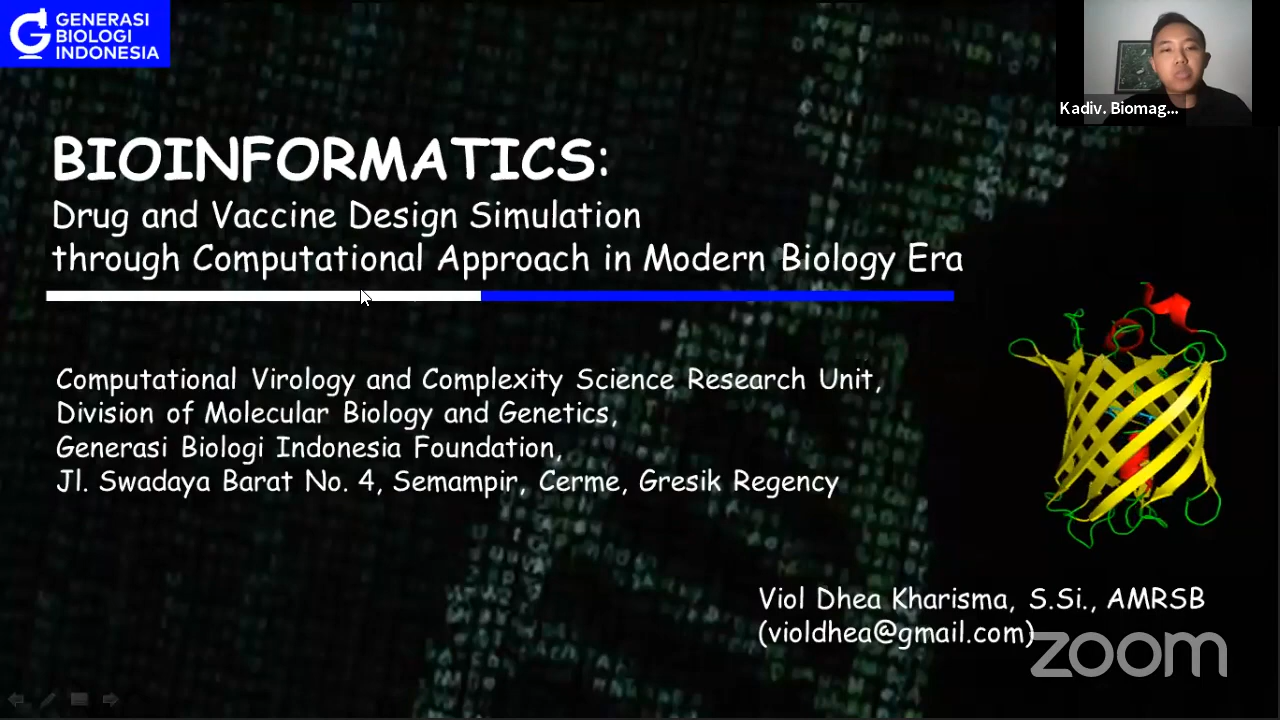 GENERASI
BIOLOGI
INDONESIA
Kadiv. Biomag...
BIOINFORMATICS:
Drug and Vaccine Design Simulation
through Computational Approach in Modern Biology Era
Computational Virology and Complexity Science Research Unit,
Division of Molecular Biology and Genetics,
Generasi Biologi Indonesia Foundation,
Jl. Swadaya Barat No. 4, Semampir, Cerme, Gresik Regency
Viol Dhea Kharisma, S.Si., AMRSB
(violdhea@gmail.com)
zoom